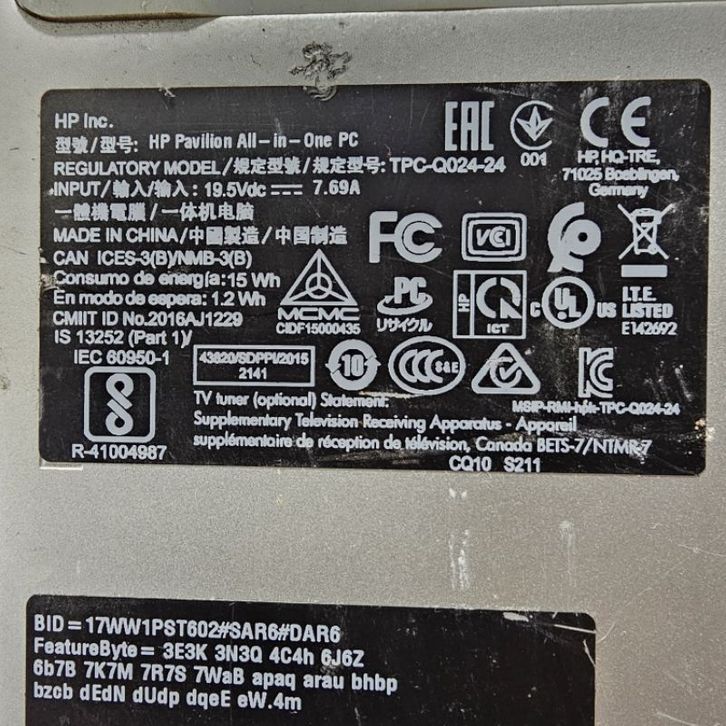 HP Inc.
型號/型号: HP Pavilion All-in-One PC
REGULATORY MODEL/規定型號/规定型号: TPC-Q024-24
INPUT/輸入/输入: 19.5Vdc 7.69A
一體機電腦/一体机电脑
MADE IN CHINA/中國製造/中国制造
CAN ICES-3(B)/NMB-3(B)
Consumo de energía:15 Wh
En modo de espera: 1.2 Wh
CMIIT ID No.2016AJ1229
IS 13252 (Part 1)/
IEC 60950-1
R-41004987
EAC
001
CE
HP, HQ-TRE,
71025 Boeblingen,
Germany
FC
VCI
MCMC
CIDF15000435
PC
リサイクル
HP
ICT
C UL US
I.T.E.
LISTED
E142692
43820/SDPPI/2015
2141
10
CCC S&E
KC
MSIP-RMI-hpk-TPC-Q024-24
TV tuner (optional) Statement:
Supplementary Television Receiving Apparatus - Appareil
supplémentaire de réception de télévision, Canada BETS-7/NTMR-7
CQ10 S211
BID=17WW1PST602#SAR6#DAR6
FeatureByte= 3E3K 3N3Q 4C4h 6J6Z
6b7B 7K7M 7R7S 7WaB apaq arau bhbp
bzcb dEdN dUdp dqeE eW.4m